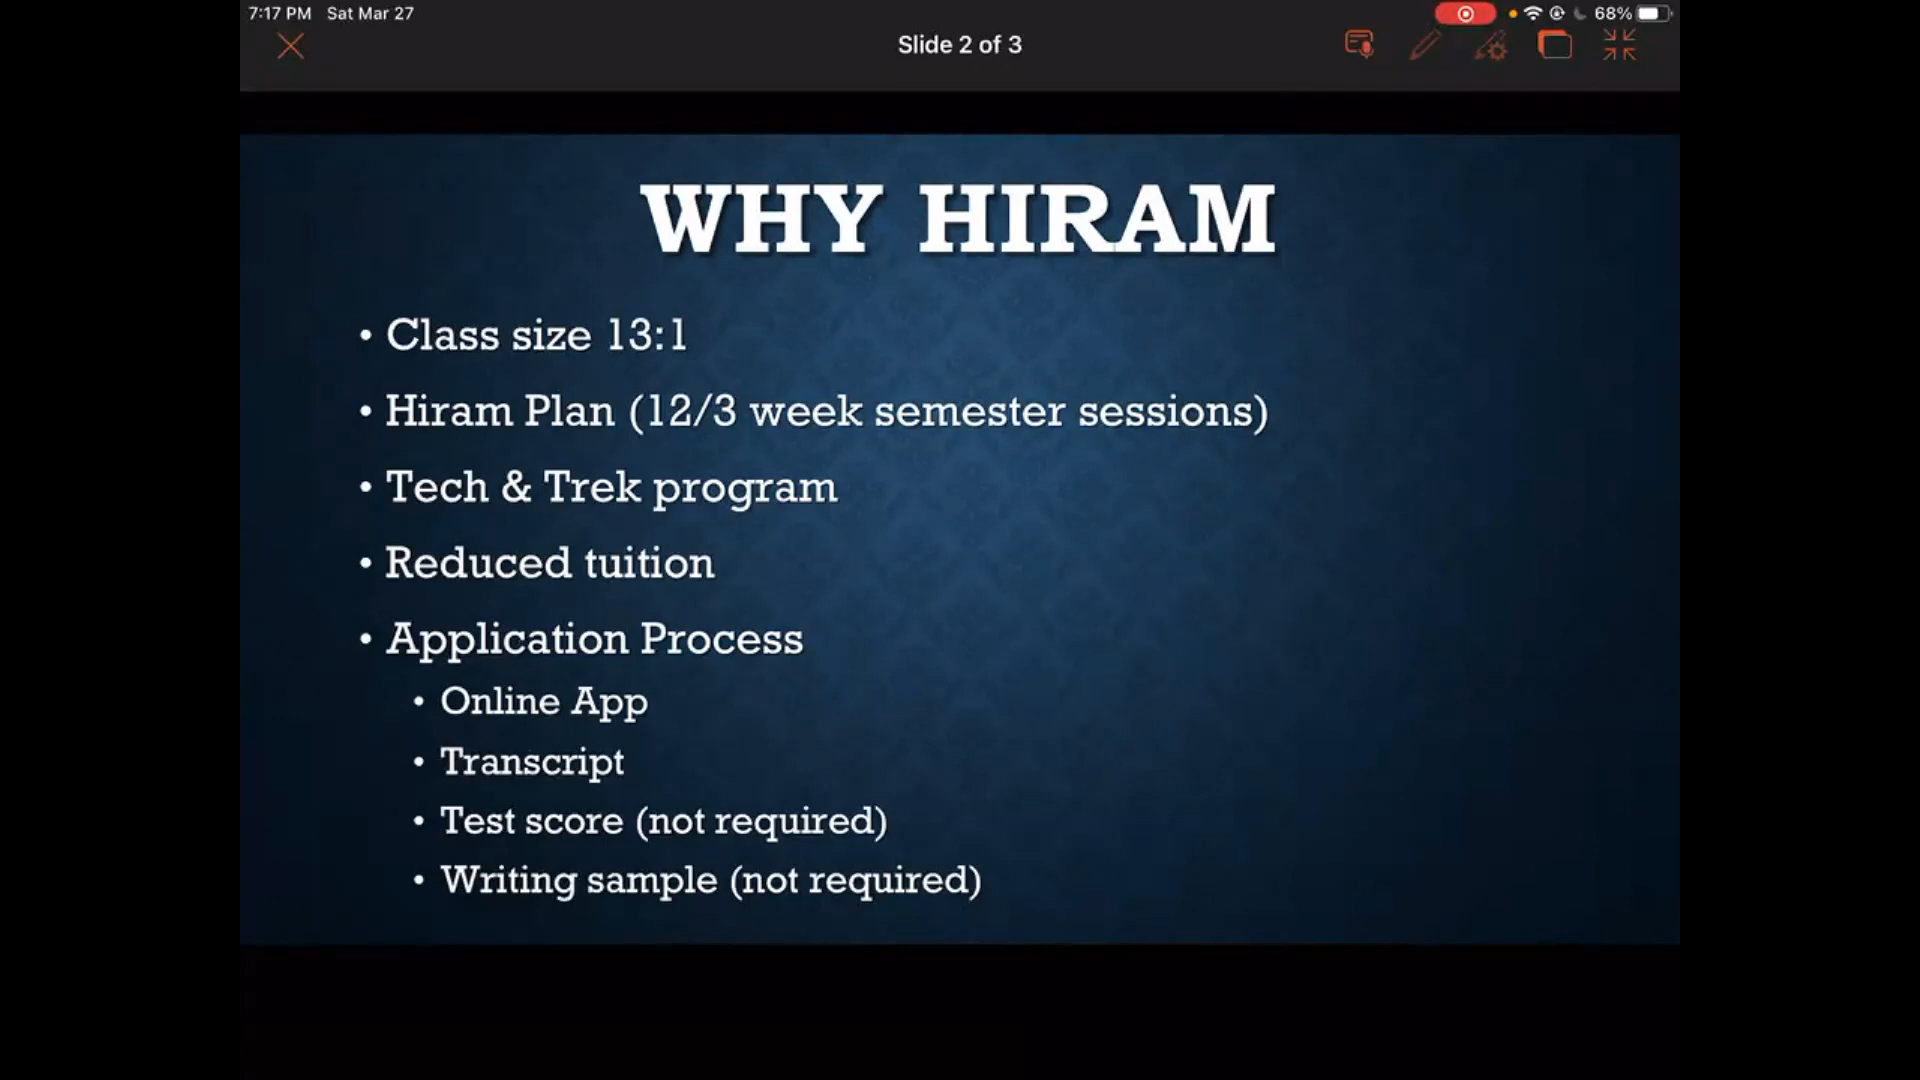 7:17 PM Sat Mar 27
68%
Slide 2 of 3
WHY HIRAM
• Class size 13:1
• Hiram Plan (12/3 week semester sessions)
• Tech & Trek program
• Reduced tuition
• Application Process
• Online App
• Transcript
• Test score (not required)
• Writing sample (not required)